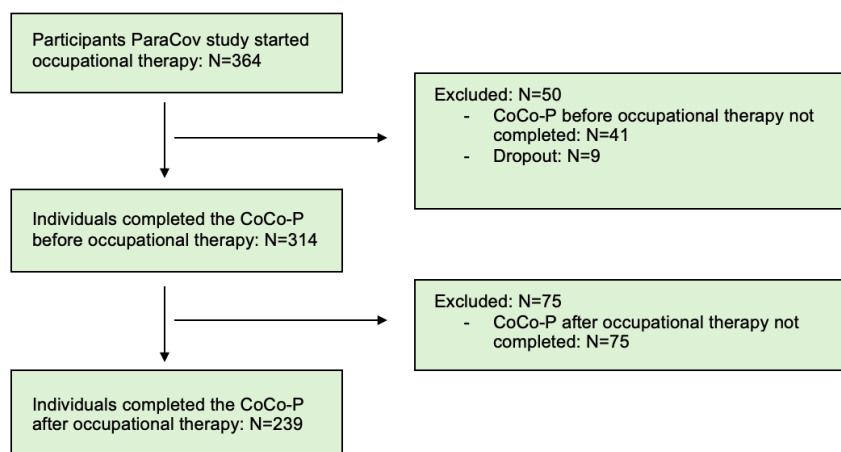 Participants ParaCov study started
occupational therapy: N=364
Excluded: N=50
- CoCo-P before occupational therapy not
completed: N=41
- Dropout: N=9
Individuals completed the CoCo-P
before occupational therapy: N=314
Excluded: N=75
- CoCo-P after occupational therapy not
completed: N=75
Individuals completed the CoCo-P
after occupational therapy: N=239